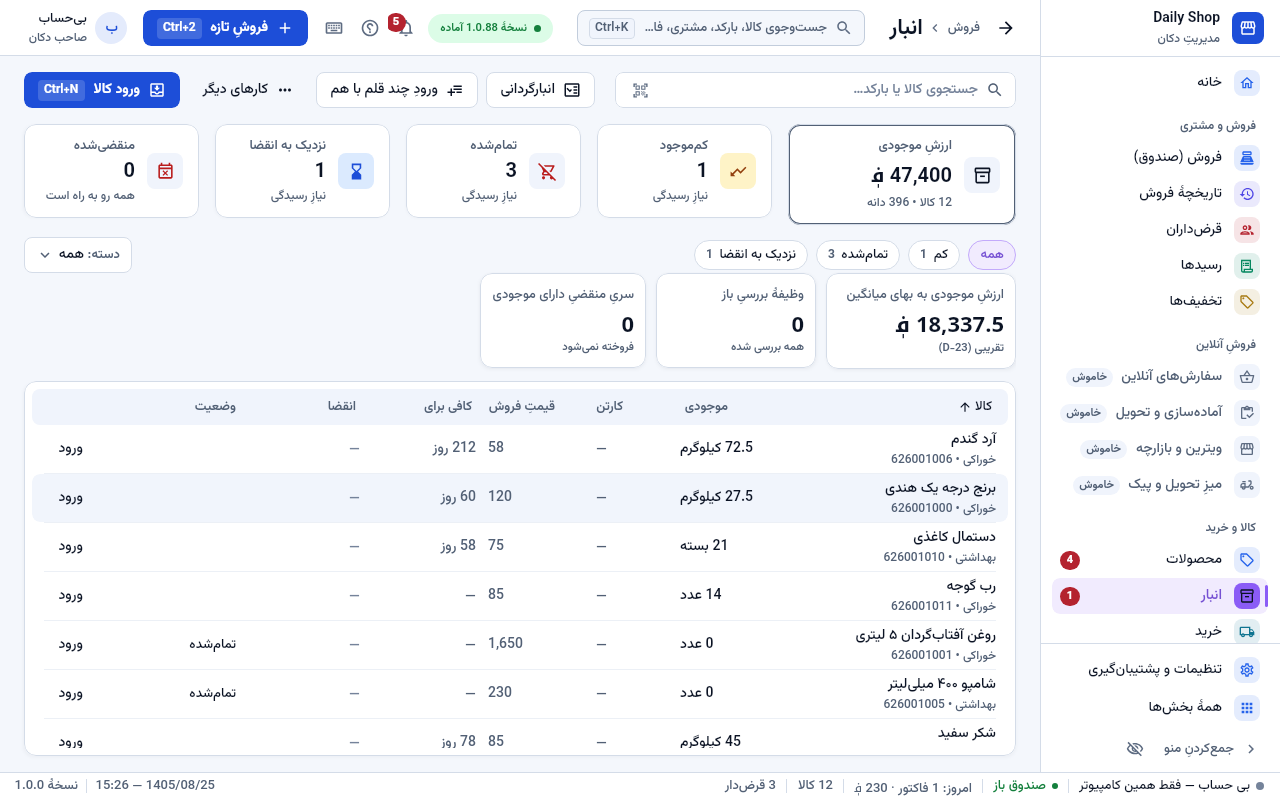 Daily Shop
مدیریتِ دکان
خانه
فروش و مشتری
فروش (صندوق)
تاریخچهٔ فروش
قرض‌داران
رسیدها
تخفیف‌ها
فروشِ آنلاین
سفارش‌های آنلاین
خاموش
آماده‌سازی و تحویل
خاموش
ویترین و بازارچه
خاموش
میزِ تحویل و پیک
خاموش
کالا و خرید
محصولات
4
انبار
1
خرید
تنظیمات و پشتیبان‌گیری
همهٔ بخش‌ها
جمع‌کردنِ منو
فروش
انبار
جست‌وجوی کالا، بارکد، مشتری، فا...
Ctrl+K
نسخهٔ 1.0.88 آماده
5
فروشِ تازه
Ctrl+2
بی‌حساب
صاحب دکان
ب
جستجوی کالا یا بارکد...
انبارگردانی
ورودِ چند قلم با هم
کارهای دیگر
ورود کالا
Ctrl+N
ارزشِ موجودی
47,400 ؋
12 کالا • 396 دانه
کم‌موجود
1
نیازِ رسیدگی
تمام‌شده
3
نیازِ رسیدگی
نزدیک به انقضا
1
نیازِ رسیدگی
منقضی‌شده
0
همه رو به راه است
همه
کم 1
تمام‌شده 3
نزدیک به انقضا 1
دسته: همه
ارزشِ موجودی به بهای میانگین
18,337.5 ؋
تقریبی (D-23)
وظیفهٔ بررسیِ باز
0
همه بررسی شده
سریِ منقضیِ دارای موجودی
0
فروخته نمی‌شود
کالا موجودی کارتن قیمتِ فروش کافی برای انقضا وضعیت
آرد گندم
خوراکی • 626001006
72.5 کیلوگرم — 58 212 روز — ورود
برنج درجه یک هندی
خوراکی • 626001000
27.5 کیلوگرم — 120 60 روز — ورود
دستمال کاغذی
بهداشتی • 626001010
21 بسته — 75 58 روز — ورود
رب گوجه
خوراکی • 626001011
14 عدد — 85 — — ورود
روغن آفتاب‌گردان ۵ لیتری
خوراکی • 626001001
0 عدد — 1,650 — — تمام‌شده ورود
شامپو ۴۰۰ میلی‌لیتر
بهداشتی • 626001005
0 عدد — 230 — — تمام‌شده ورود
شکر سفید
45 کیلوگرم — 85 78 روز — ورود
بی حساب — فقط همین کامپیوتر
صندوق باز
امروز: 1 فاکتور · 230 ؋
12 کالا
3 قرض‌دار
1405/08/25 — 15:26
نسخهٔ 1.0.0